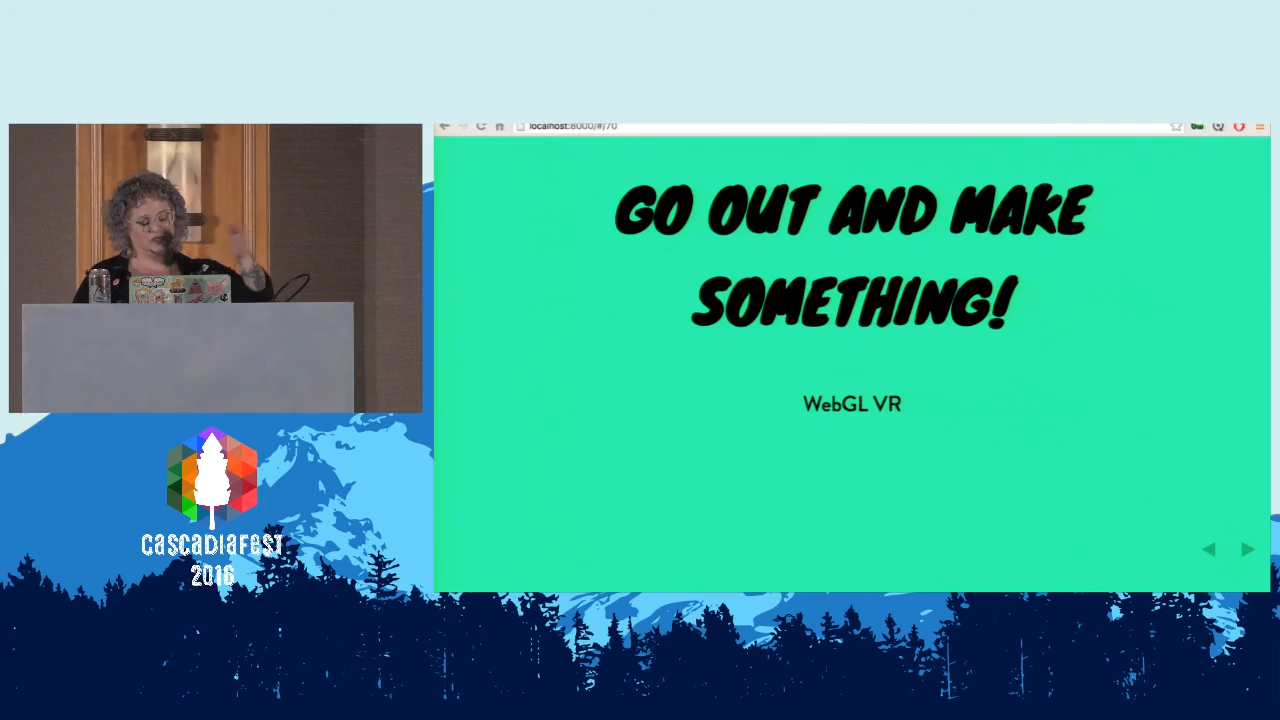 localhost:8000/#/70
GO OUT AND MAKE
SOMETHING!
WebGL VR
CASCADIAFEST
2016